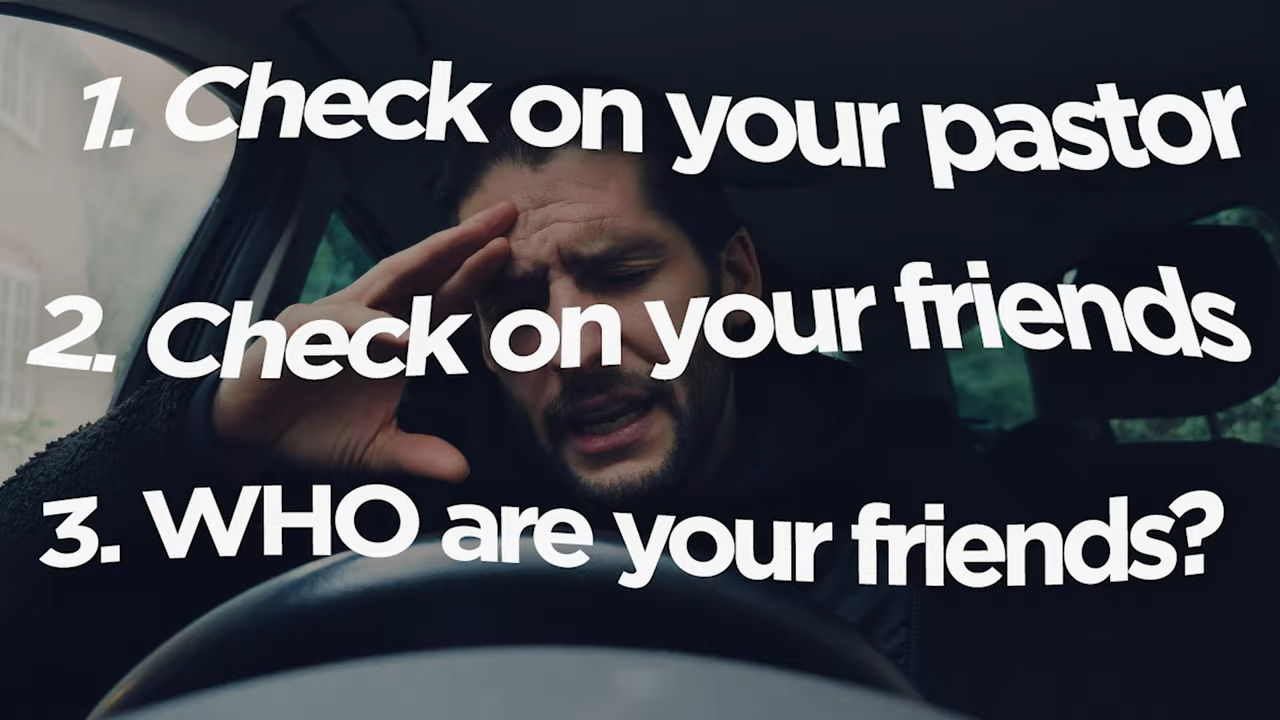 1. Check on your pastor
2. Check on your friends
3. WHO are your friends?